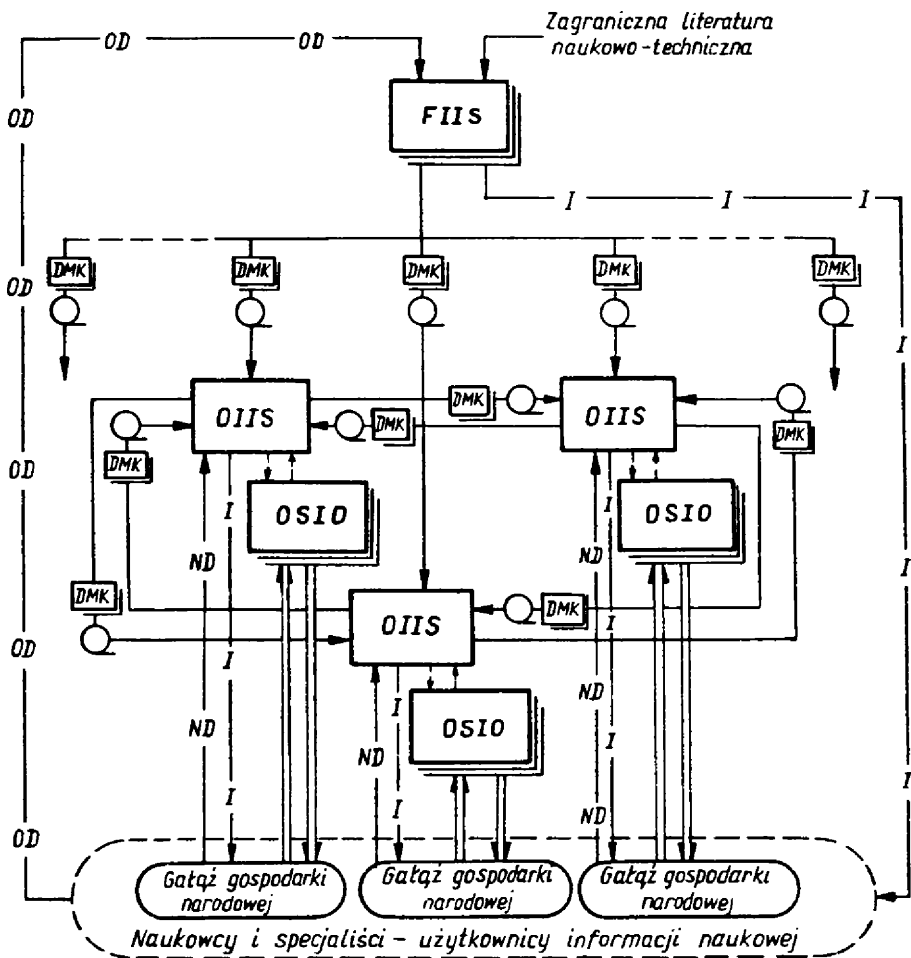 Zagraniczna literatura
naukowo-techniczna
OD OD
OD
FIIS
I I I
OD
DMK DMK DMK DMK DMK
I
OIIS
DMK
OIIS
DMK
DMK
DMK
OD
I
OSIO
I
OSIO
ND
ND
I
DMK
OIIS
DMK
OD
I
I
ND
I
OSIO
ND
I
ND
I
I
I
ND
OD
Gałąź gospodarki
narodowej
Gałąź gospodarki
narodowej
Gałąź gospodarki
narodowej
Naukowcy i specjaliści - użytkownicy informacji naukowej